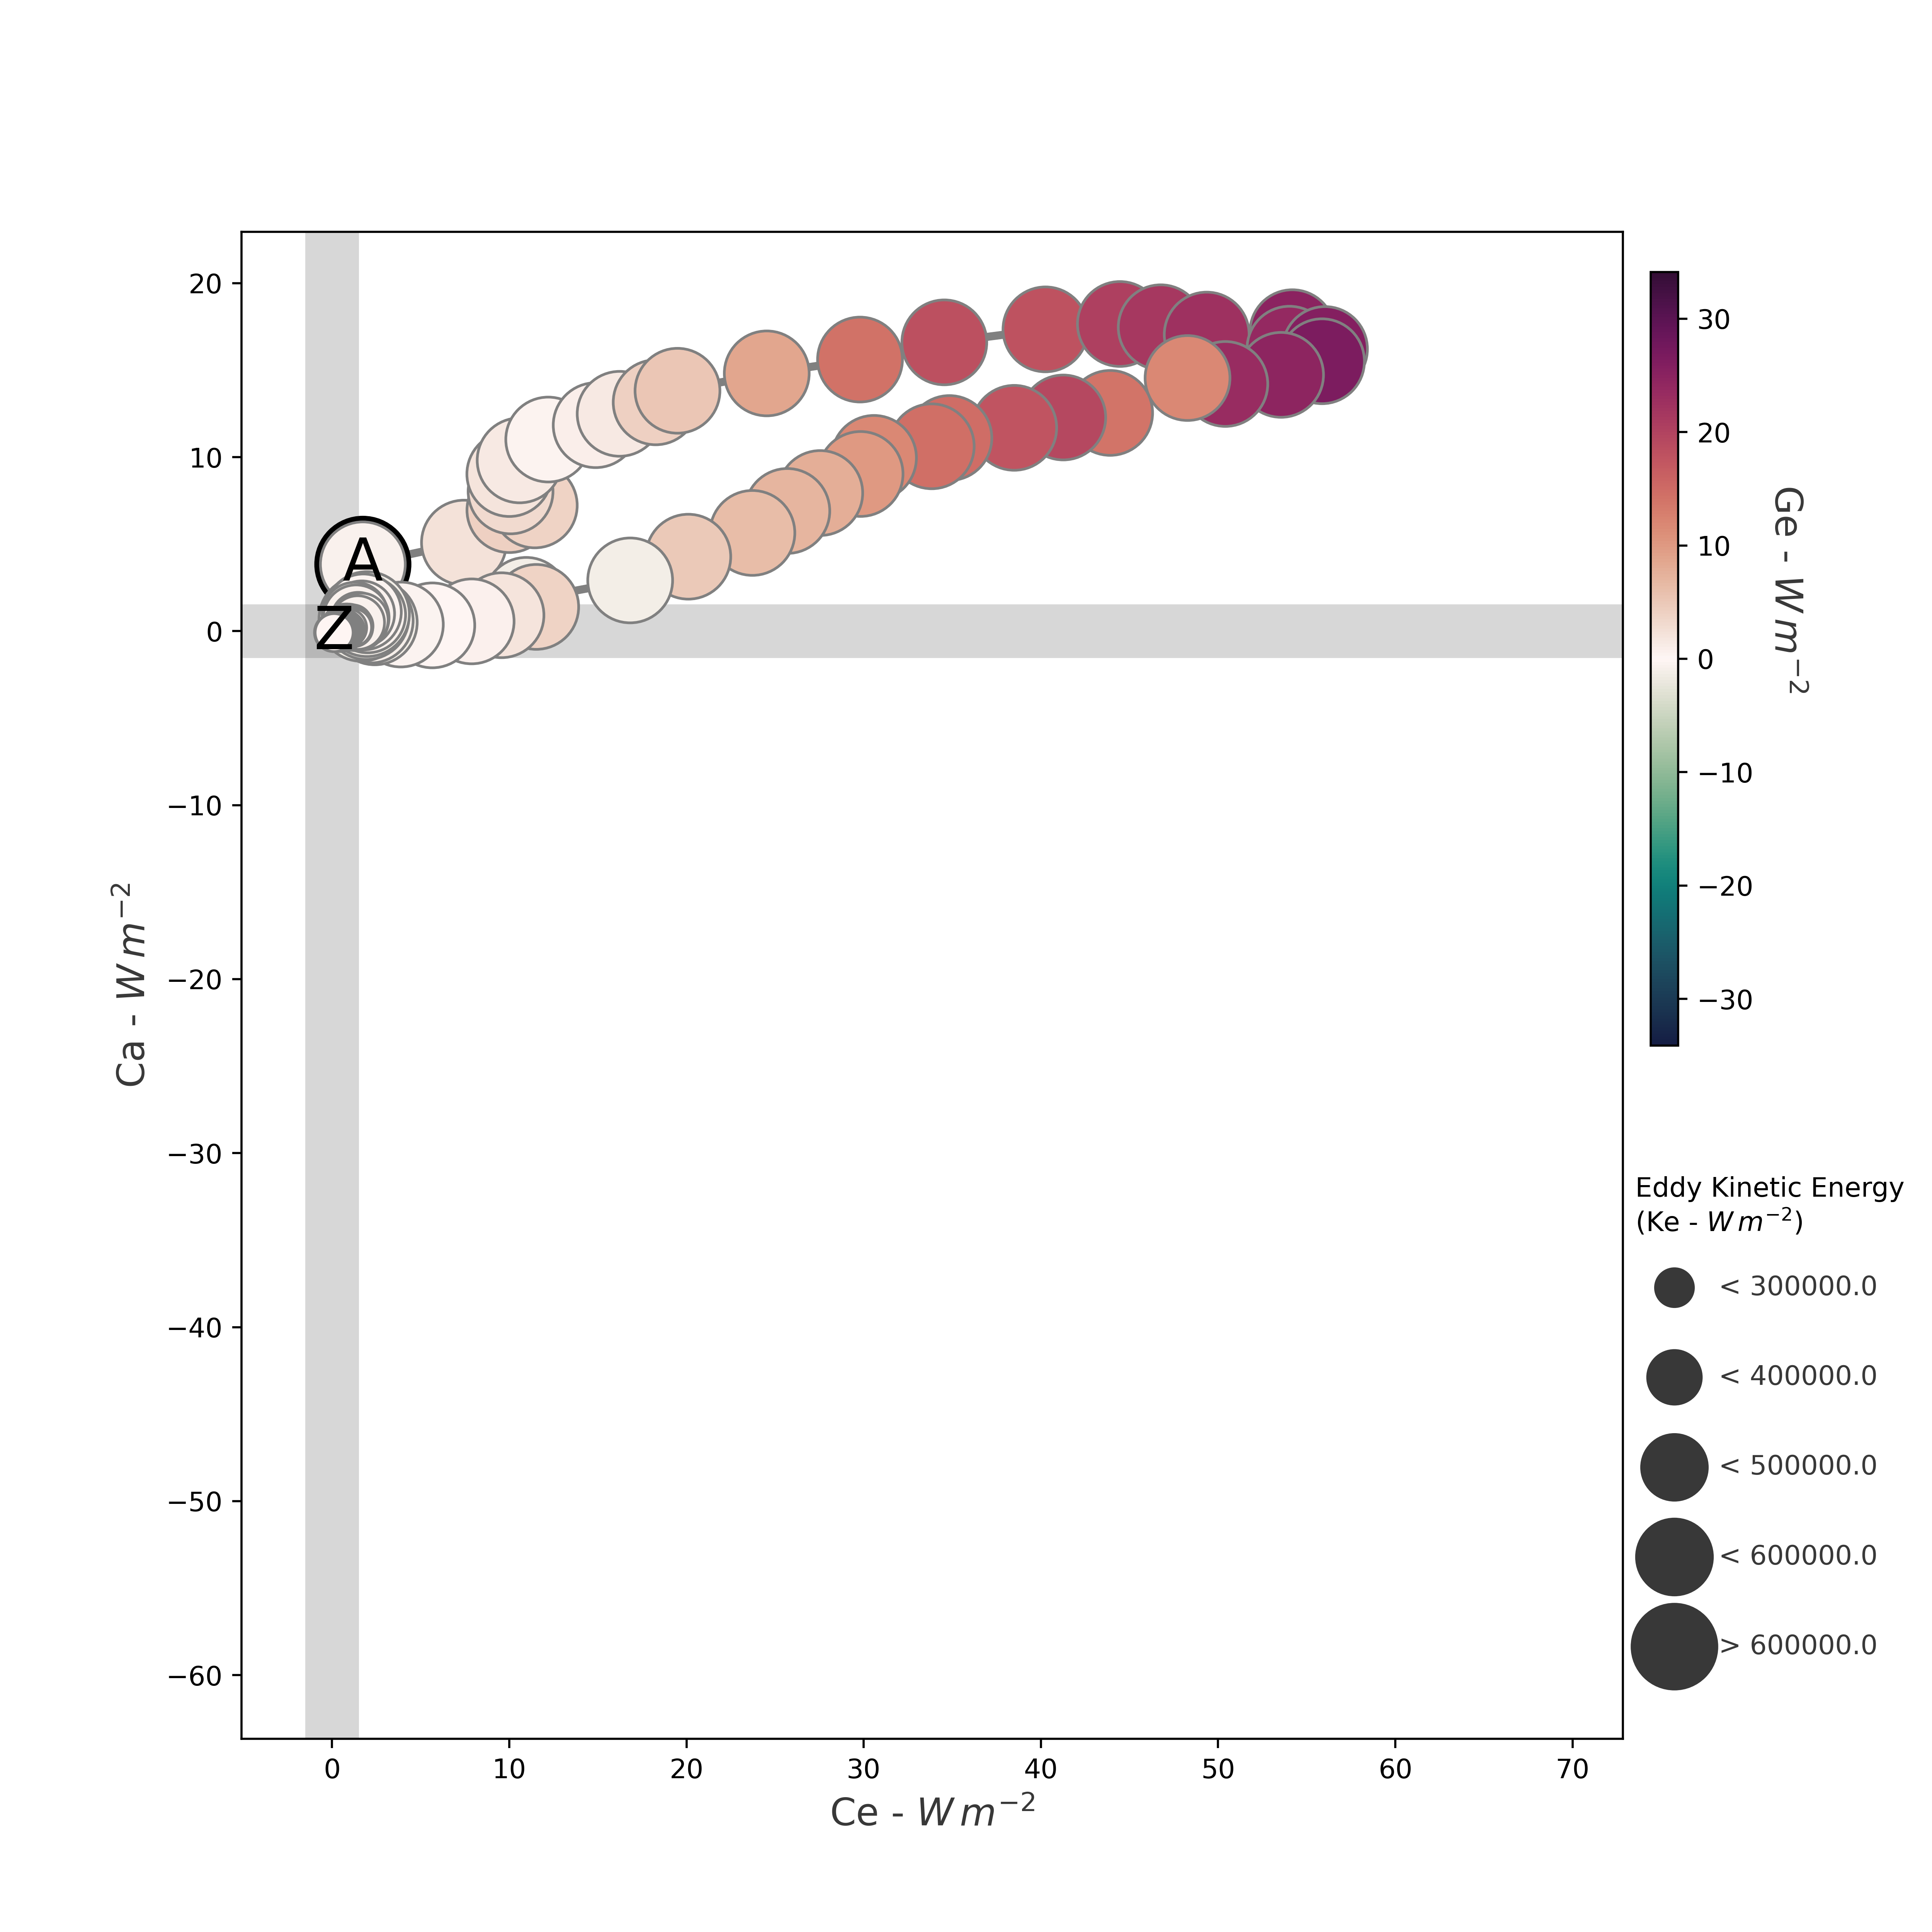 20
10
0
−10
−20
−30
−40
−50
−60
Ca - W m⁻²
A
Z
0 10 20 30 40 50 60 70
Ce - W m⁻²
30
20
10
0
−10
−20
−30
Ge - W m⁻²
Eddy Kinetic Energy
(Ke - W m⁻²)
< 300000.0
< 400000.0
< 500000.0
< 600000.0
> 600000.0